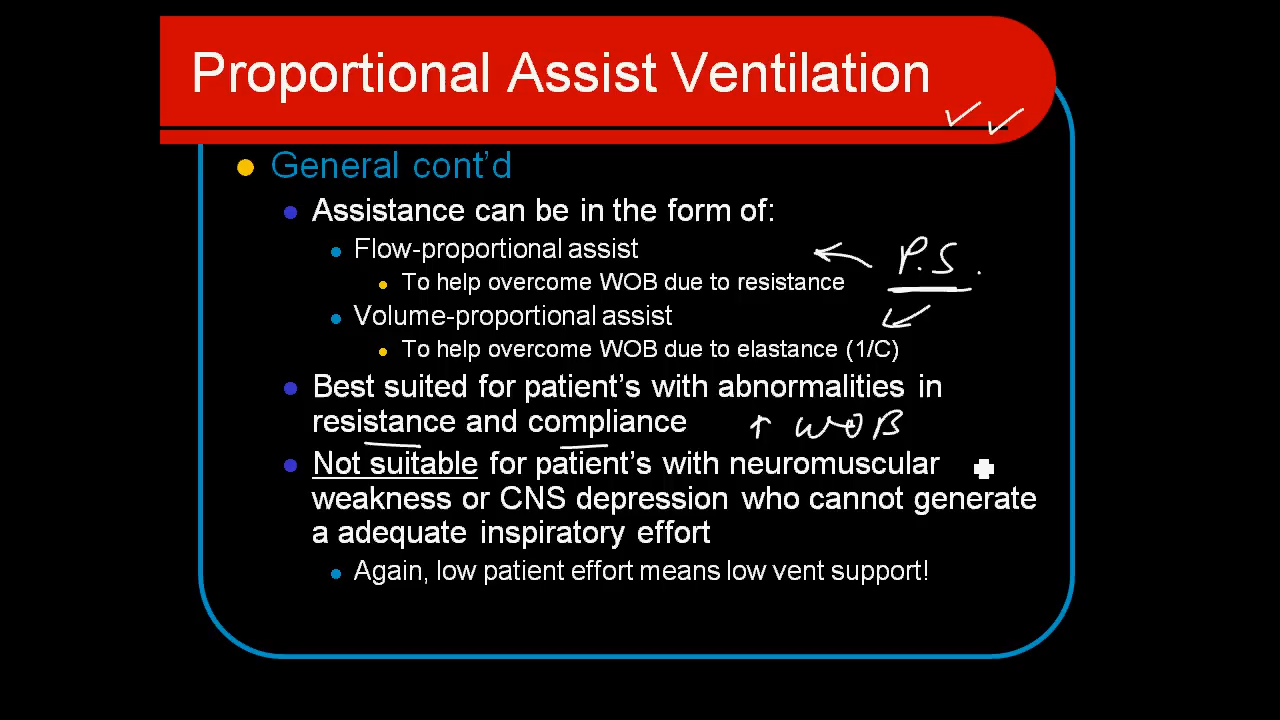 Proportional Assist Ventilation
General cont'd
Assistance can be in the form of:
Flow-proportional assist
P.S.
To help overcome WOB due to resistance
Volume-proportional assist
To help overcome WOB due to elastance (1/C)
Best suited for patient's with abnormalities in
resistance and compliance ↑ WOB
Not suitable for patient's with neuromuscular
weakness or CNS depression who cannot generate
a adequate inspiratory effort
Again, low patient effort means low vent support!